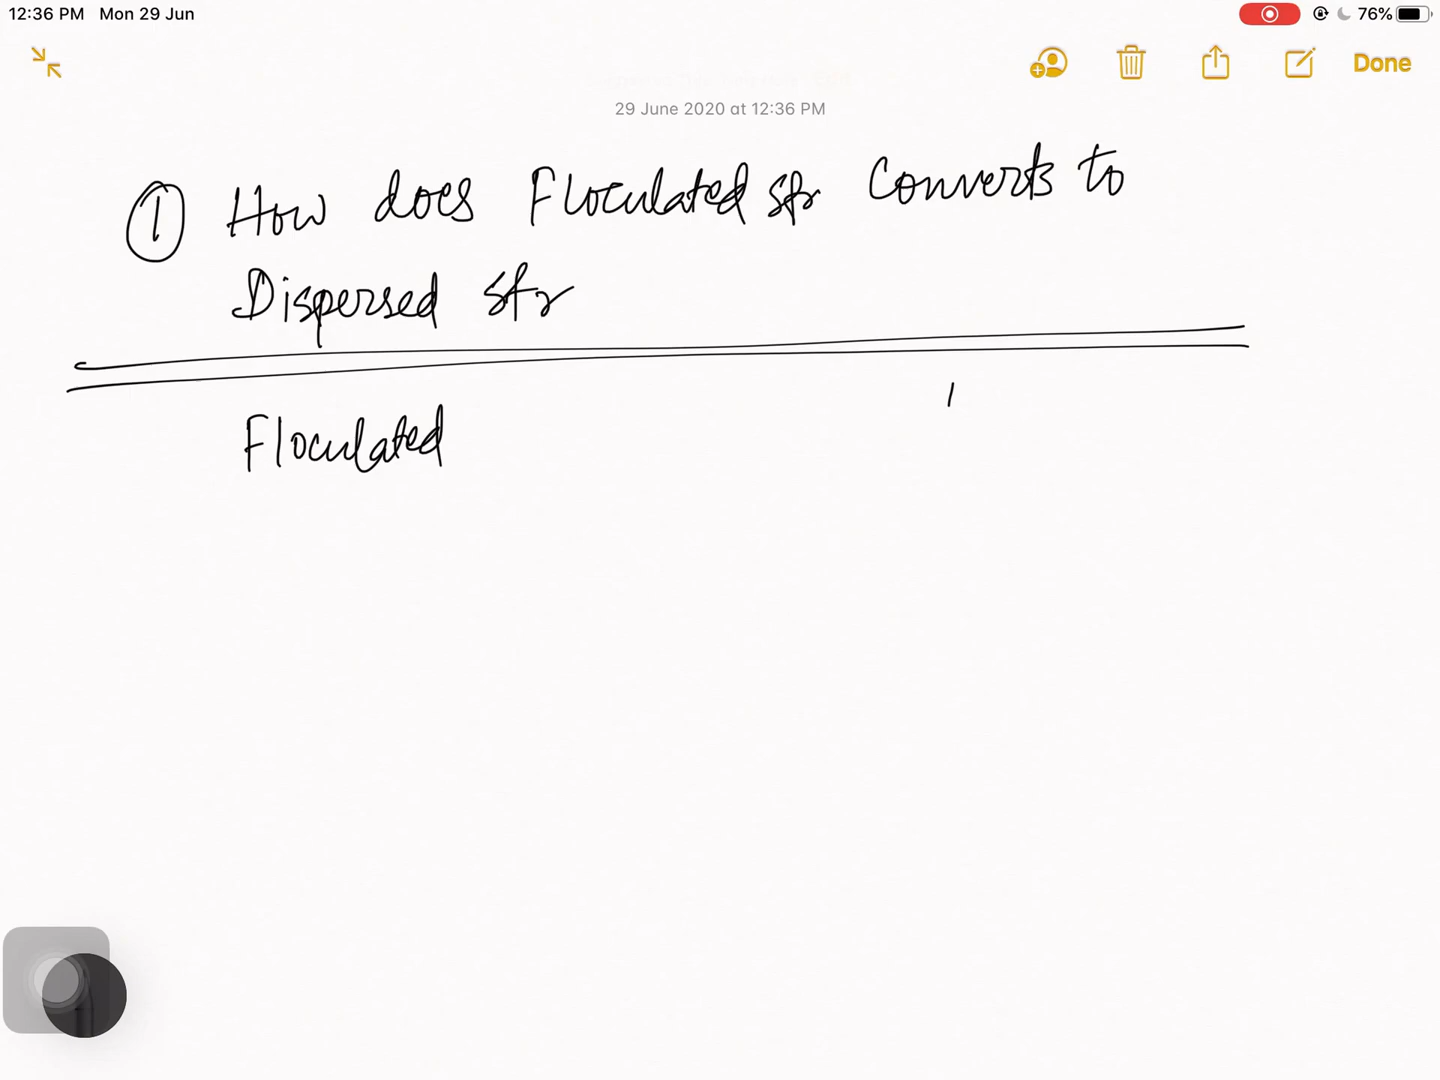 12:36 PM Mon 29 Jun
76%
Done
29 June 2020 at 12:36 PM
① How does Floculated str Converts to
Dispersed str
Floculated